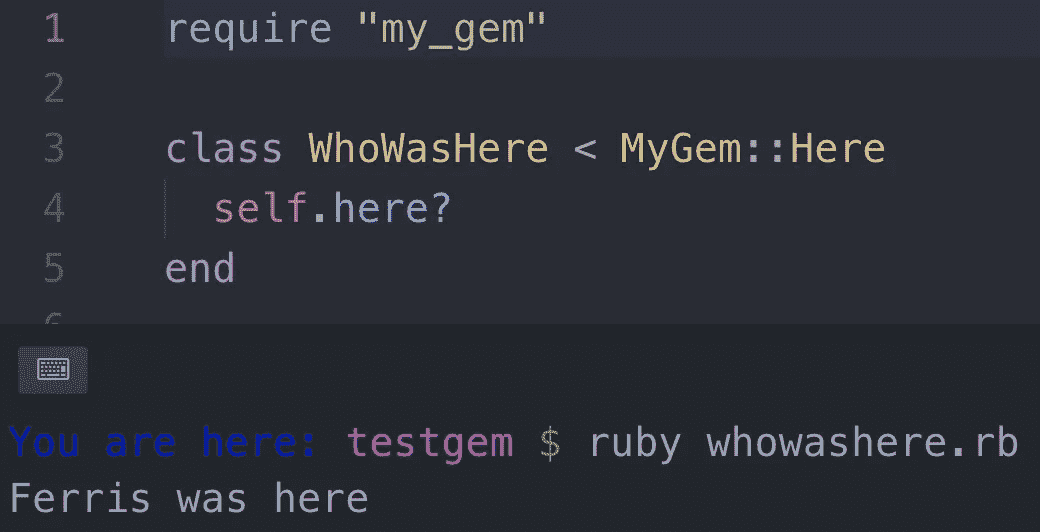 1 require "my_gem"
2
3 class WhoWasHere < MyGem::Here
4 self.here?
5 end
6
You are here: testgem $ ruby whowashere.rb
Ferris was here